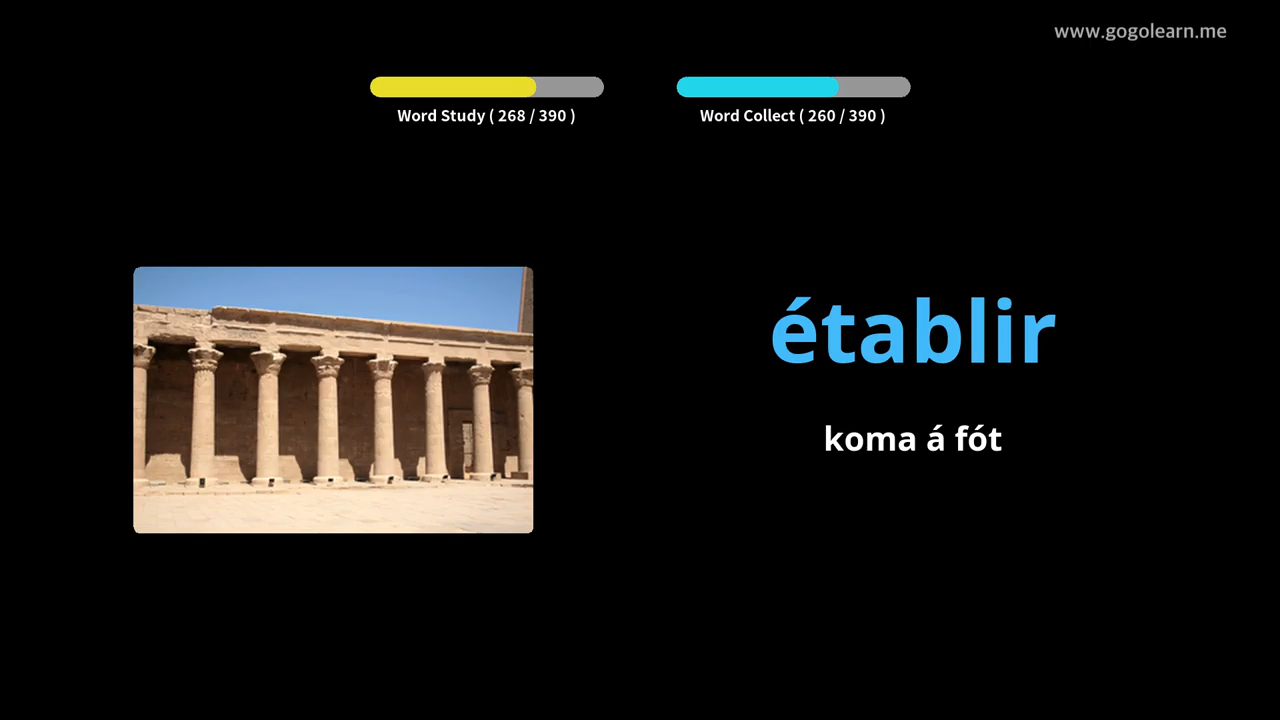 www.gogolearn.me
Word Study ( 268 / 390 )
Word Collect ( 260 / 390 )
établir
koma á fót